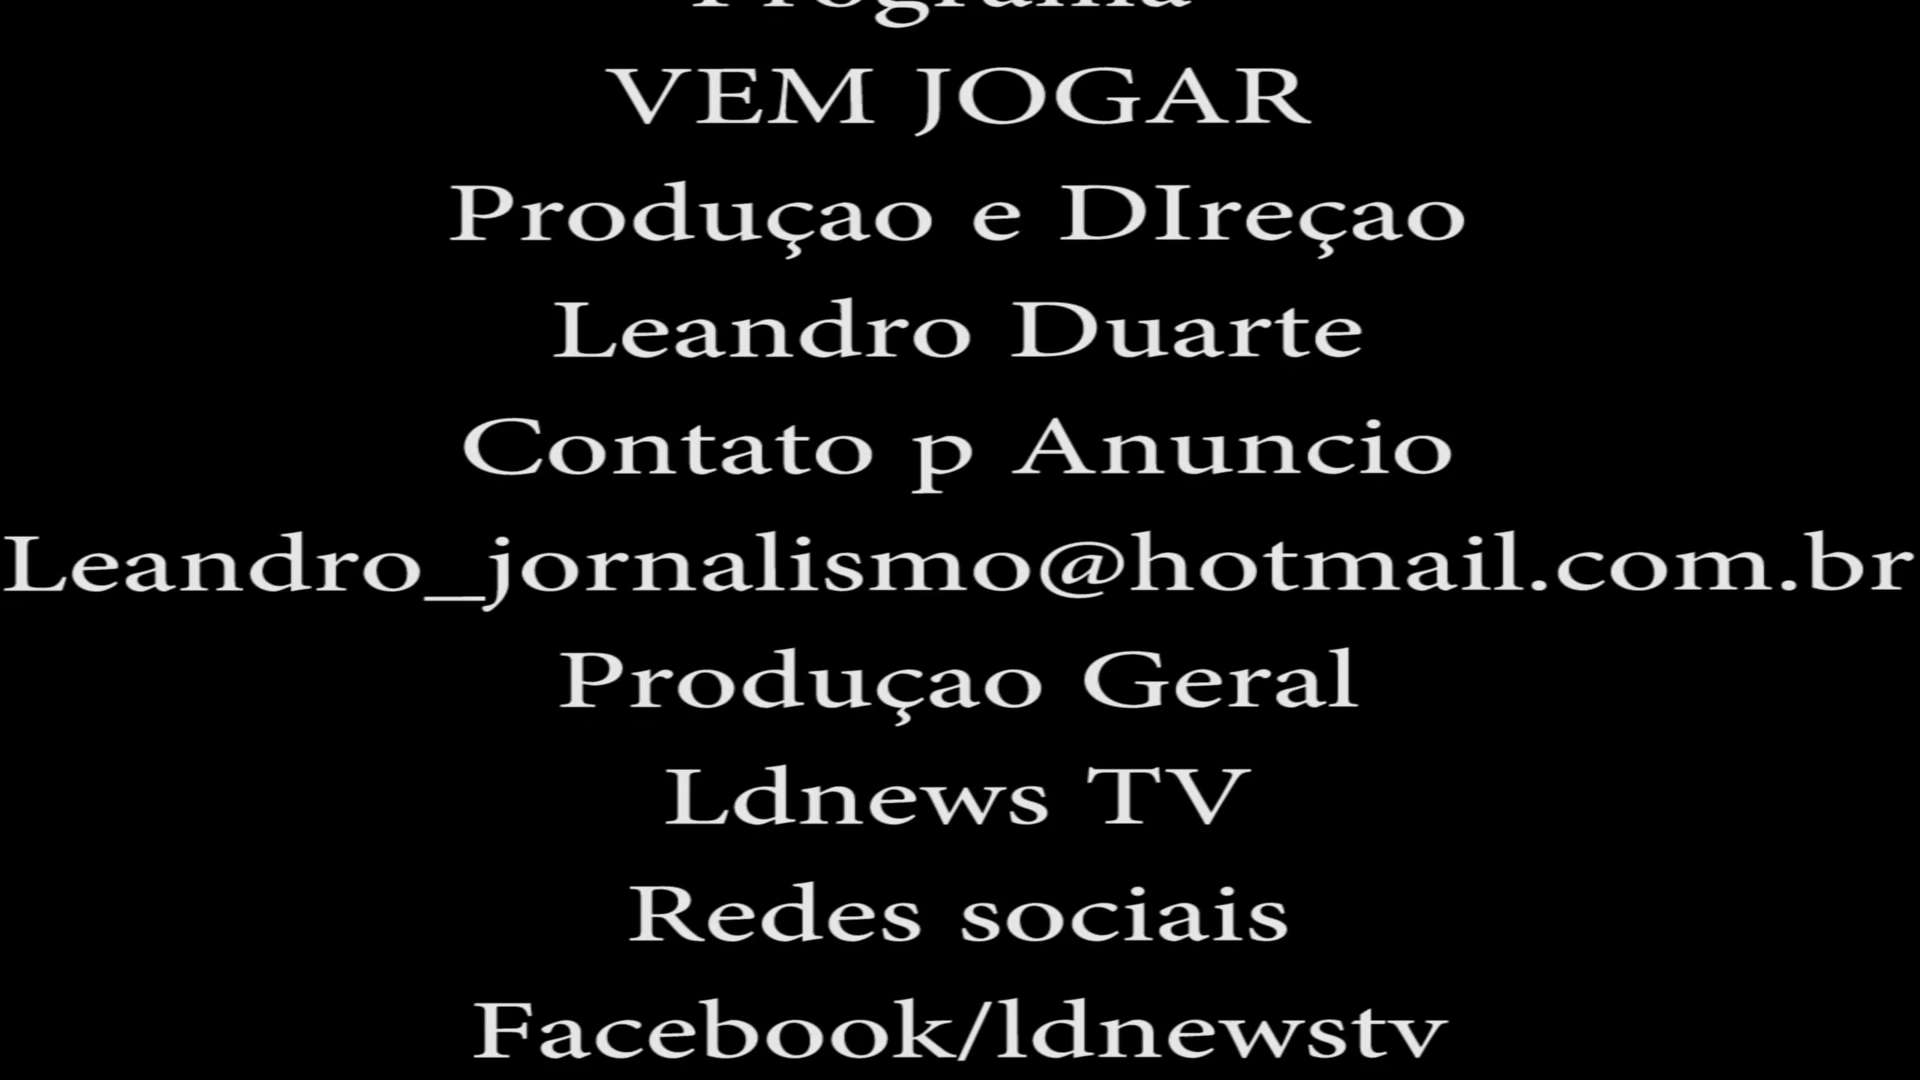 Programa
VEM JOGAR
Produçao e DIreçao
Leandro Duarte
Contato p Anuncio
Leandro_jornalismo@hotmail.com.br
Produçao Geral
Ldnews TV
Redes sociais
Facebook/ldnewstv